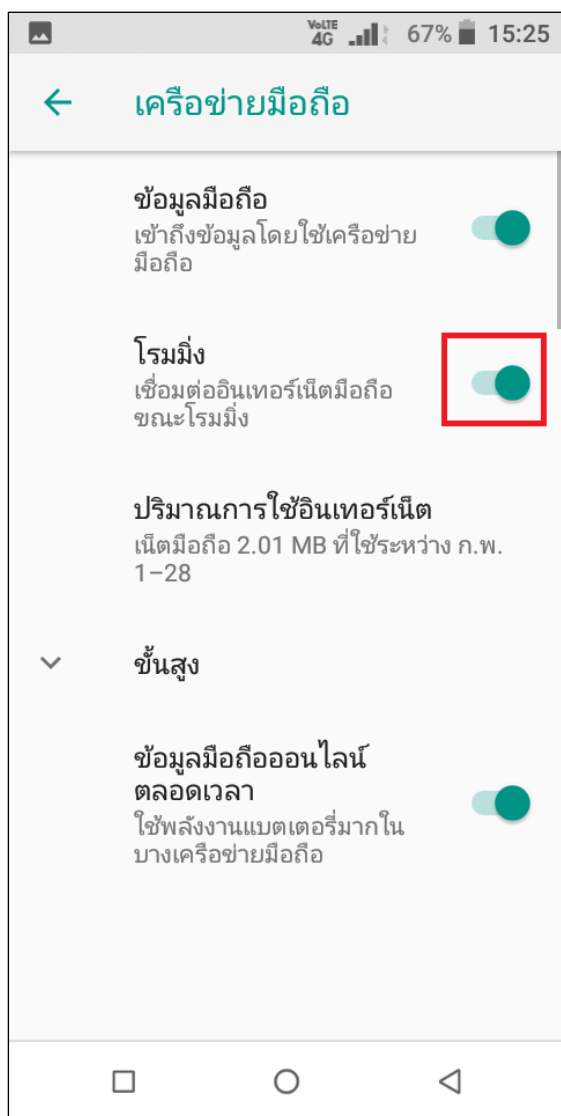 VoLTE
4G 67% 15:25
เครือข่ายมือถือ
ข้อมูลมือถือ
เข้าถึงข้อมูลโดยใช้เครือข่าย
มือถือ
โรมมิ่ง
เชื่อมต่ออินเทอร์เน็ตมือถือ
ขณะโรมมิ่ง
ปริมาณการใช้อินเทอร์เน็ต
เน็ตมือถือ 2.01 MB ที่ใช้ระหว่าง ก.พ.
1–28
ขั้นสูง
ข้อมูลมือถือออนไลน์
ตลอดเวลา
ใช้พลังงานแบตเตอรี่มากใน
บางเครือข่ายมือถือ